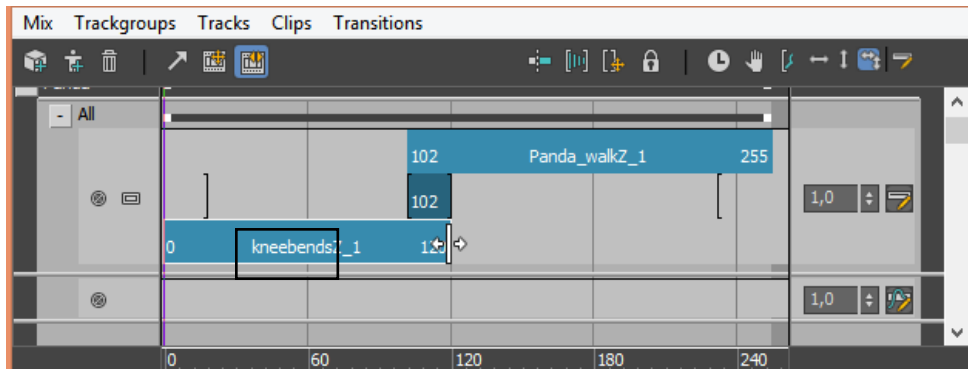 Mix Trackgroups Tracks Clips Transitions
All
102 Panda_walkZ_1 255
1,0
102
0 kneebendsZ_1
1,0
0 60 120 180 240